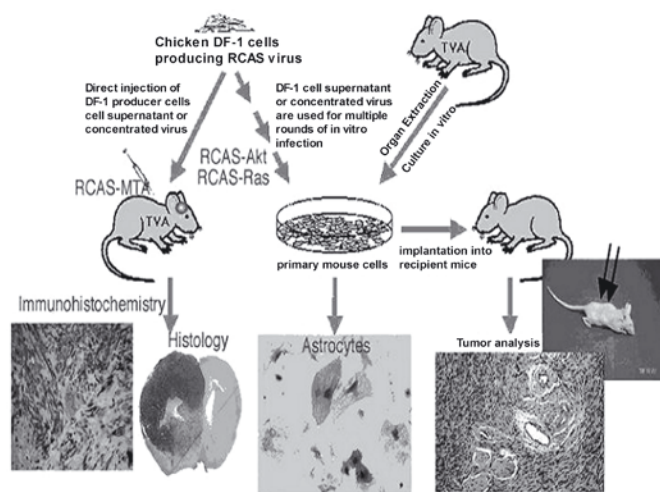 Chicken DF-1 cells
producing RCAS virus
TVA
Direct injection of
DF-1 producer cells
cell supernatant or
or concentrated virus
DF-1 cell supernatant
or concentrated virus
are used for multiple
rounds of in vitro
infection
Organ Extraction
Culture in vitro
RCAS-Akt
RCAS-Ras
RCAS-MTA
TVA
primary mouse cells
implantation into
recipient mice
Immunohistochemistry
Histology
Astrocytes
Tumor analysis